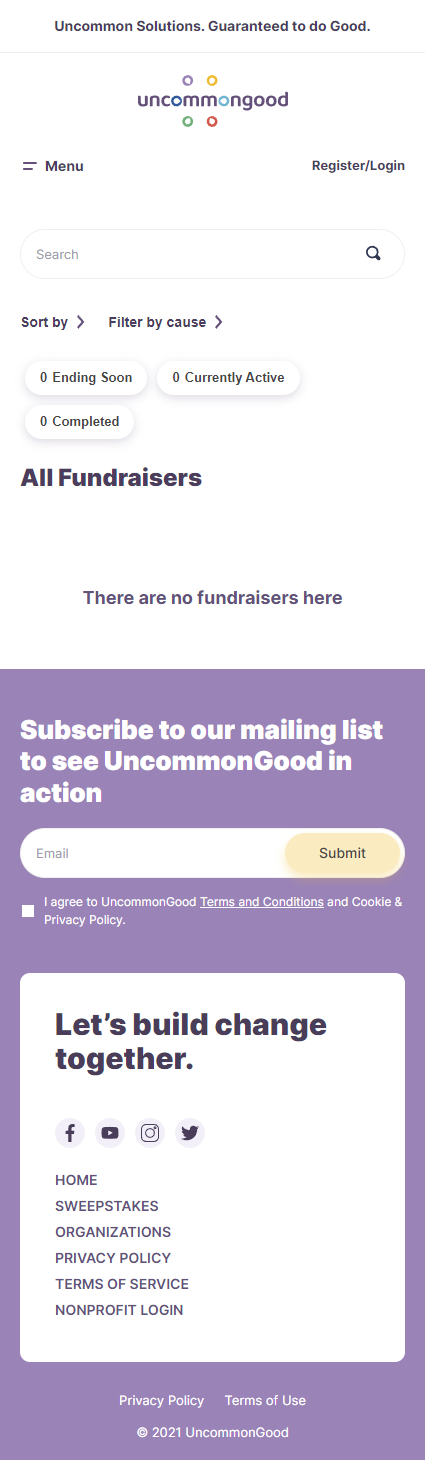 Uncommon Solutions. Guaranteed to do Good.
uncommongood
Menu
Register/Login
Search
Sort by
Filter by cause
0 Ending Soon
0 Currently Active
0 Completed
All Fundraisers
There are no fundraisers here
Subscribe to our mailing list
to see UncommonGood in
action
Email
Submit
I agree to UncommonGood Terms and Conditions and Cookie &
Privacy Policy.
Let’s build change
together.
HOME
SWEEPSTAKES
ORGANIZATIONS
PRIVACY POLICY
TERMS OF SERVICE
NONPROFIT LOGIN
Privacy Policy
Terms of Use
© 2021 UncommonGood